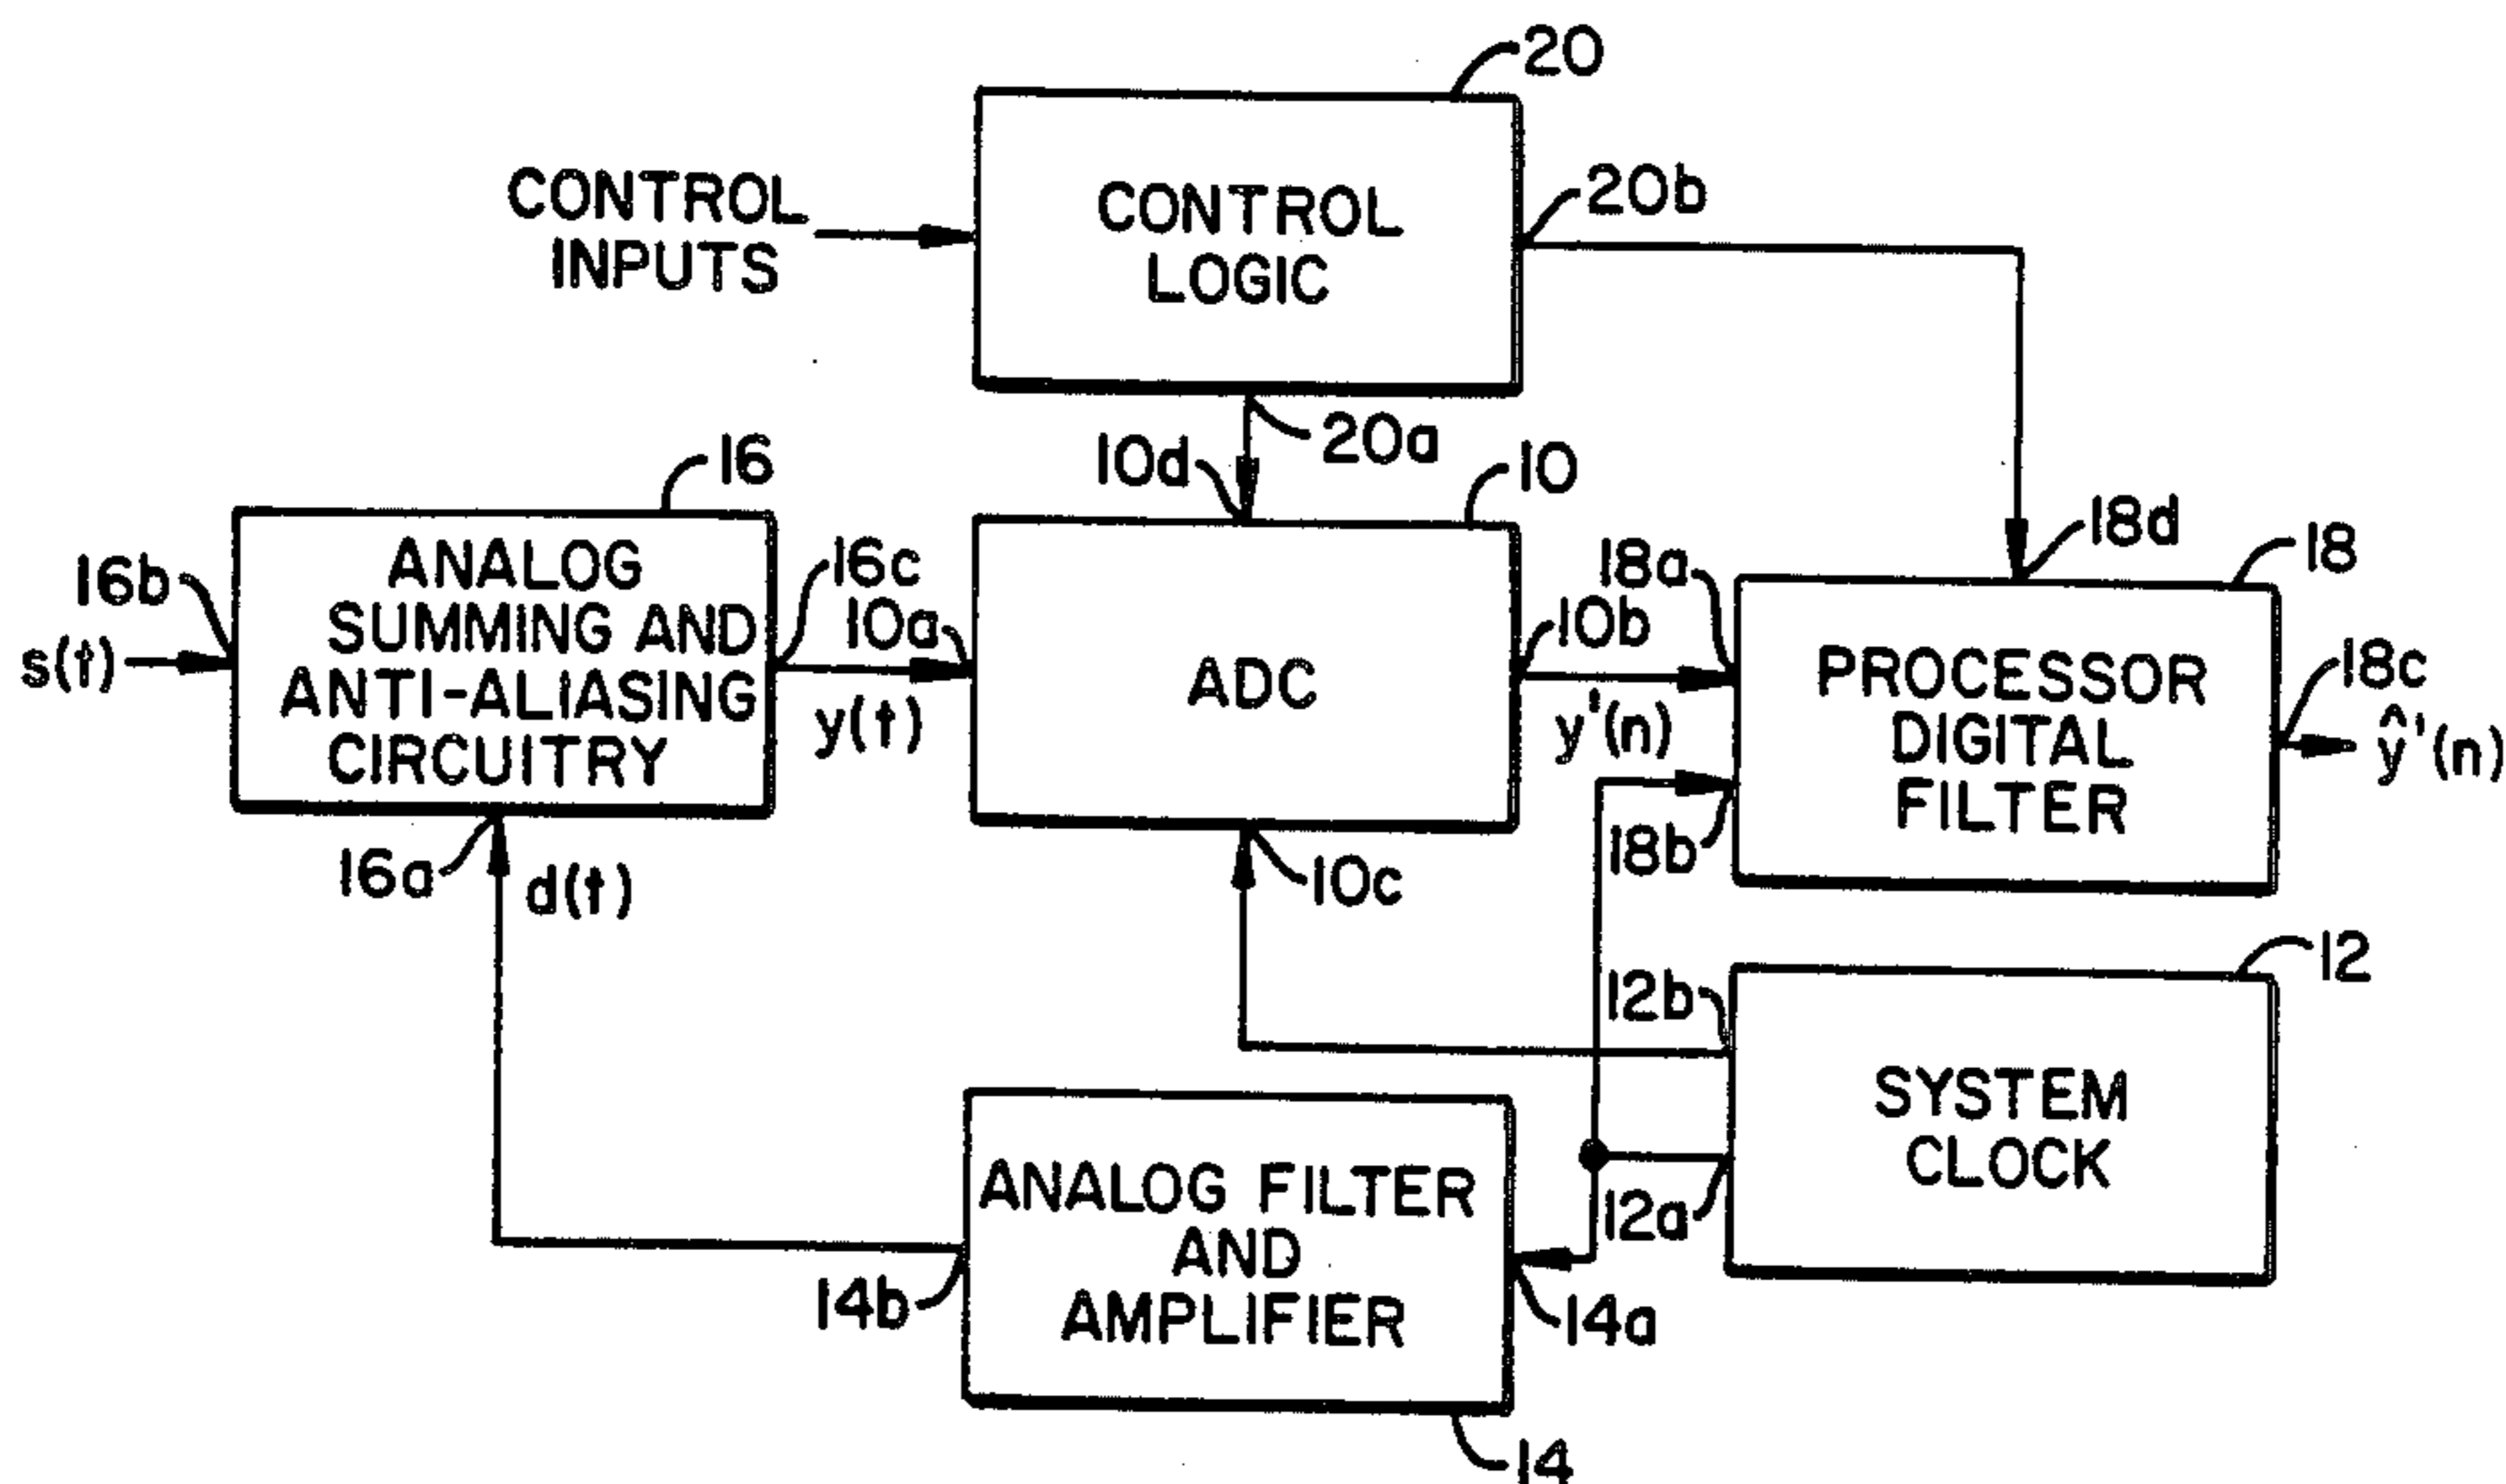 20
CONTROL
INPUTS
CONTROL
LOGIC
20b
20a
10d
10
16
16b
s(t)
ANALOG
SUMMING AND
ANTI-ALIASING
CIRCUITRY
16c
10a
y(t)
ADC
18a
10b
y'(n)
18d
18
PROCESSOR
DIGITAL
FILTER
18c
ŷ'(n)
18b
16a
d(t)
10c
12
12b
SYSTEM
CLOCK
12a
ANALOG FILTER
AND
AMPLIFIER
14b
14a
14